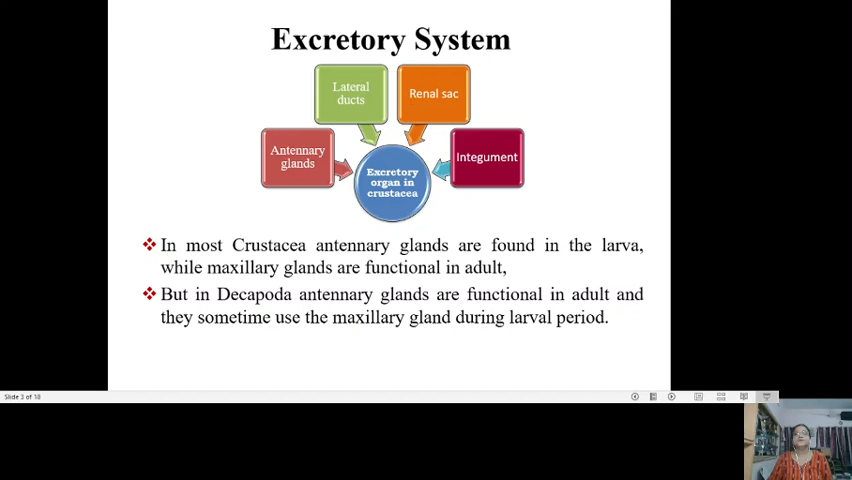 Excretory System
Lateral
ducts
Renal sac
Antennary
glands
Integument
Excretory
organ in
crustacea
In most Crustacea antennary glands are found in the larva,
while maxillary glands are functional in adult,
But in Decapoda antennary glands are functional in adult and
they sometime use the maxillary gland during larval period.
Slide 3 of 18